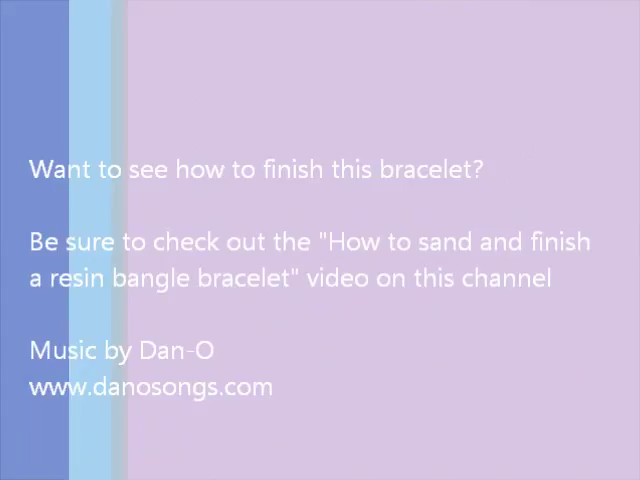 Want to see how to finish this bracelet?
Be sure to check out the "How to sand and finish
a resin bangle bracelet" video on this channel
Music by Dan-O
www.danosongs.com